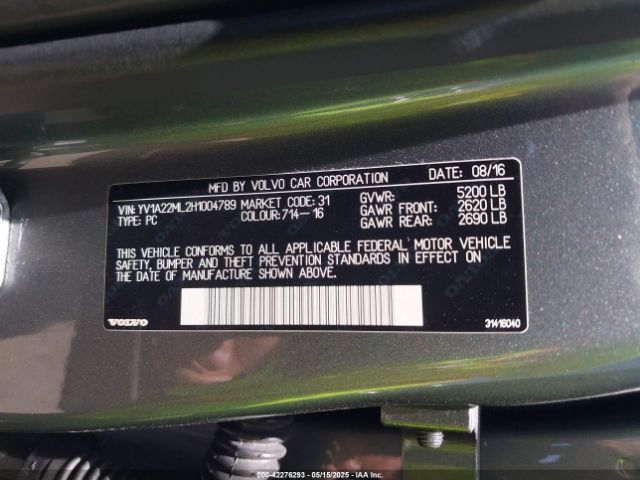 MFD BY VOLVO CAR CORPORATION DATE: 08/16
VIN: YV1A22ML2H1004789 MARKET CODE: 31 GVWR: 5200 LB
TYPE: PC COLOUR: 714-16 GAWR FRONT: 2620 LB
GAWR REAR: 2690 LB
THIS VEHICLE CONFORMS TO ALL APPLICABLE FEDERAL MOTOR VEHICLE
SAFETY, BUMPER AND THEFT PREVENTION STANDARDS IN EFFECT ON
THE DATE OF MANUFACTURE SHOWN ABOVE.
VOLVO 31416040
000-42276293 - 05/15/2025 - IAA Inc.